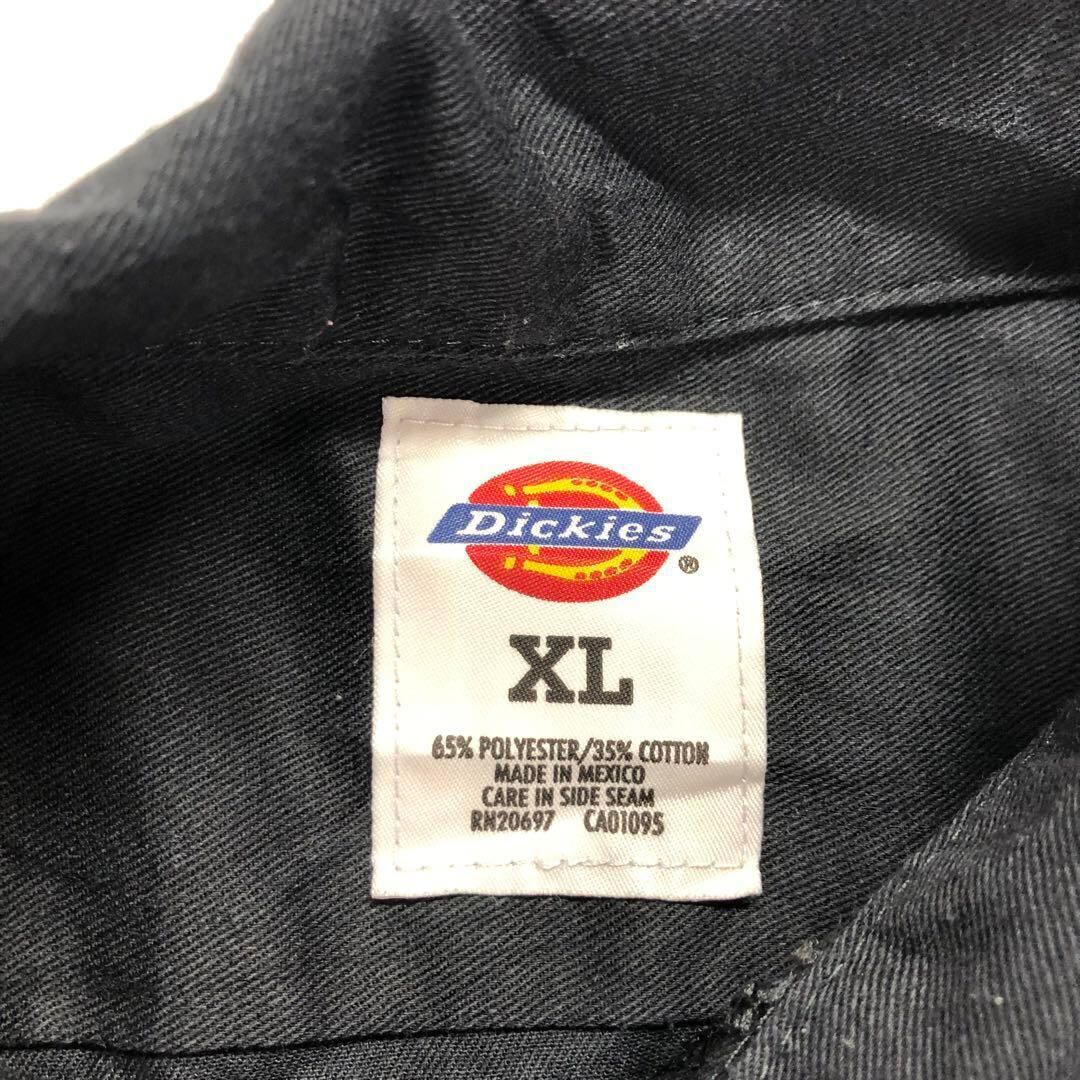 Dickies
®
XL
65% POLYESTER/35% COTTON
MADE IN MEXICO
CARE IN SIDE SEAM
RN20697 CA01095